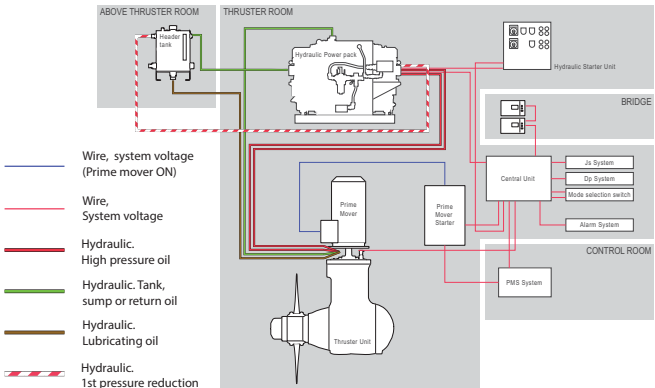 ABOVE THRUSTER ROOM
THRUSTER ROOM
Header
tank
Hydraulic Power pack
Hydraulic Starter Unit
BRIDGE
Wire, system voltage
(Prime mover ON)
Wire,
System voltage
Hydraulic.
High pressure oil
Hydraulic. Tank,
sump or return oil
Hydraulic.
Lubricating oil
Hydraulic.
1st pressure reduction
Prime
Mover
Prime
Mover
Starter
Central Unit
Js System
Dp System
Mode selection switch
Alarm System
CONTROL ROOM
PMS System
Thruster Unit